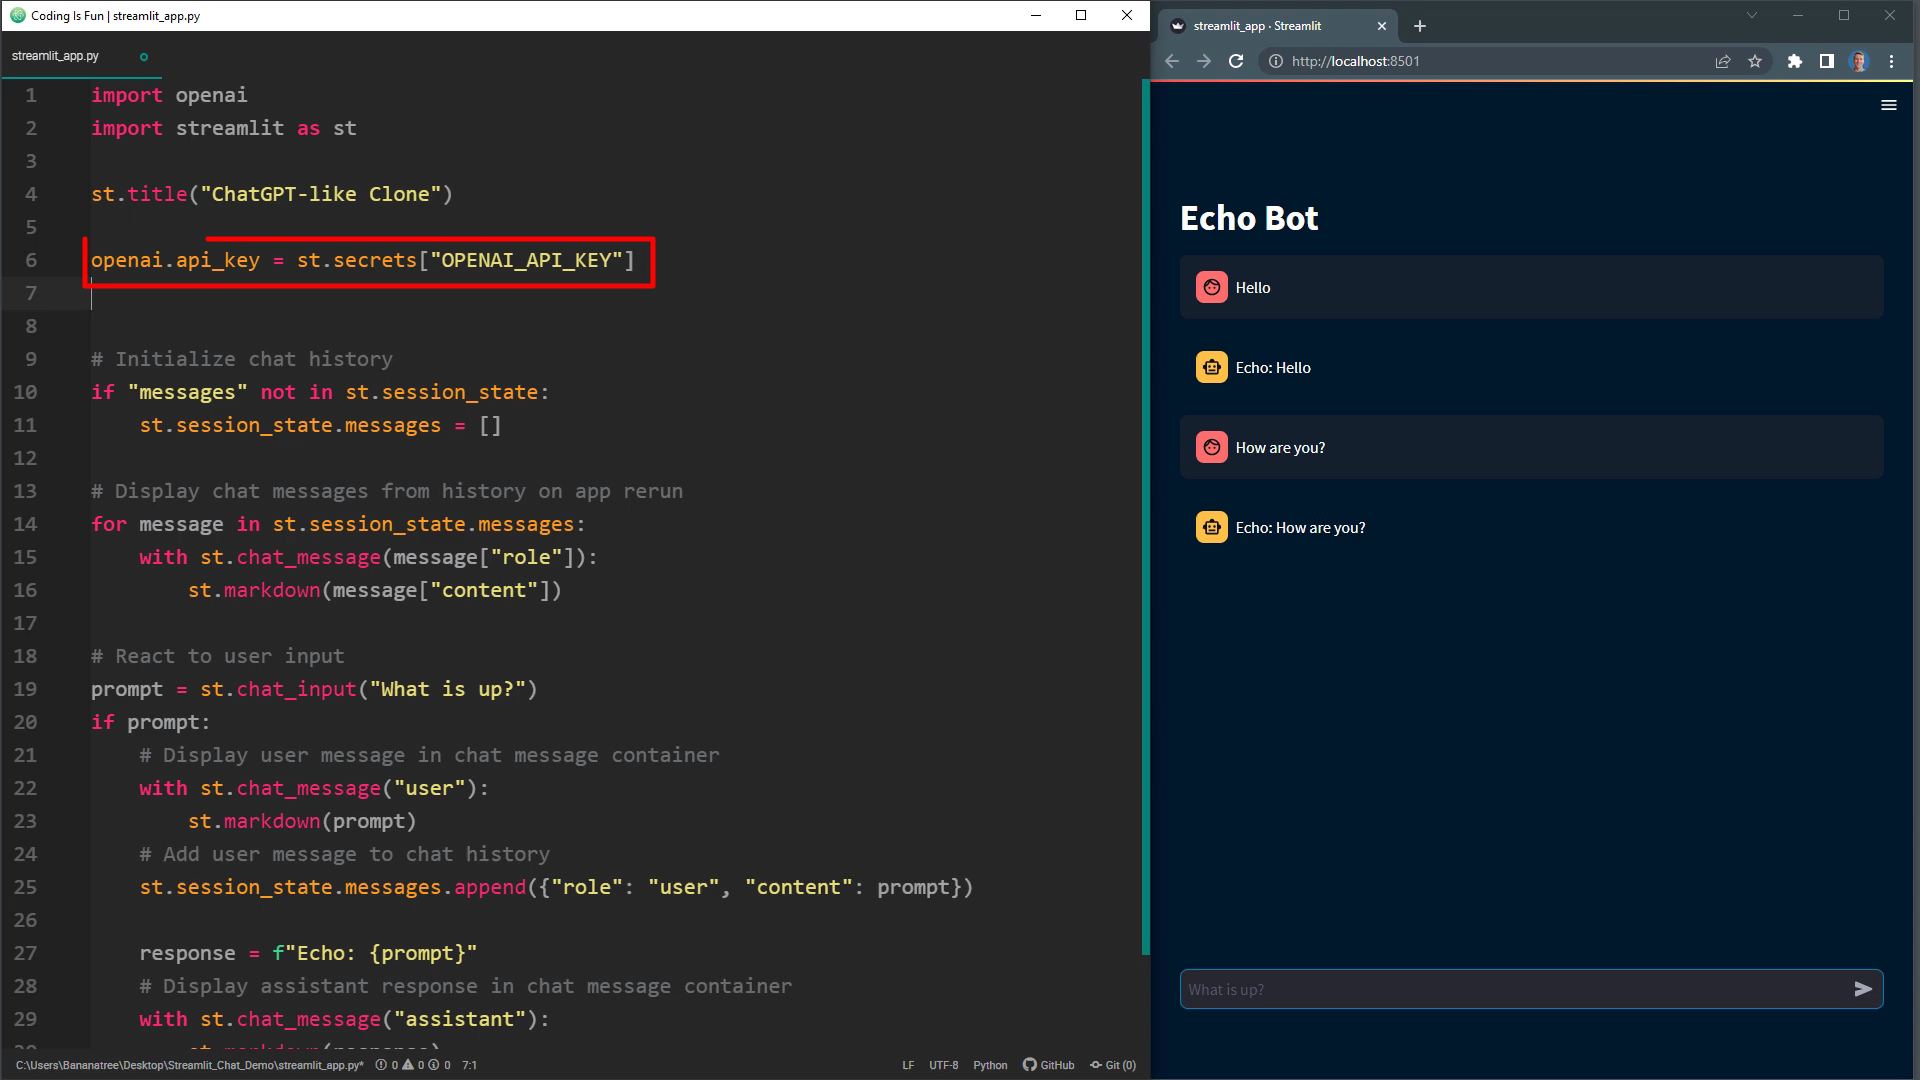 Coding Is Fun | streamlit_app.py
streamlit_app.py
1 import openai
2 import streamlit as st
3
4 st.title("ChatGPT-like Clone")
5
6 openai.api_key = st.secrets["OPENAI_API_KEY"]
7
8
9 # Initialize chat history
10 if "messages" not in st.session_state:
11     st.session_state.messages = []
12
13 # Display chat messages from history on app rerun
14 for message in st.session_state.messages:
15     with st.chat_message(message["role"]):
16         st.markdown(message["content"])
17
18 # React to user input
19 prompt = st.chat_input("What is up?")
20 if prompt:
21     # Display user message in chat message container
22     with st.chat_message("user"):
23         st.markdown(prompt)
24     # Add user message to chat history
25     st.session_state.messages.append({"role": "user", "content": prompt})
26
27     response = f"Echo: {prompt}"
28     # Display assistant response in chat message container
29     with st.chat_message("assistant"):
C:\Users\Bananatree\Desktop\Streamlit_Chat_Demo\streamlit_app.py* 0 0 0 7:1 LF UTF-8 Python GitHub Git (0)
streamlit_app · Streamlit
http://localhost:8501
Echo Bot
Hello
Echo: Hello
How are you?
Echo: How are you?
What is up?